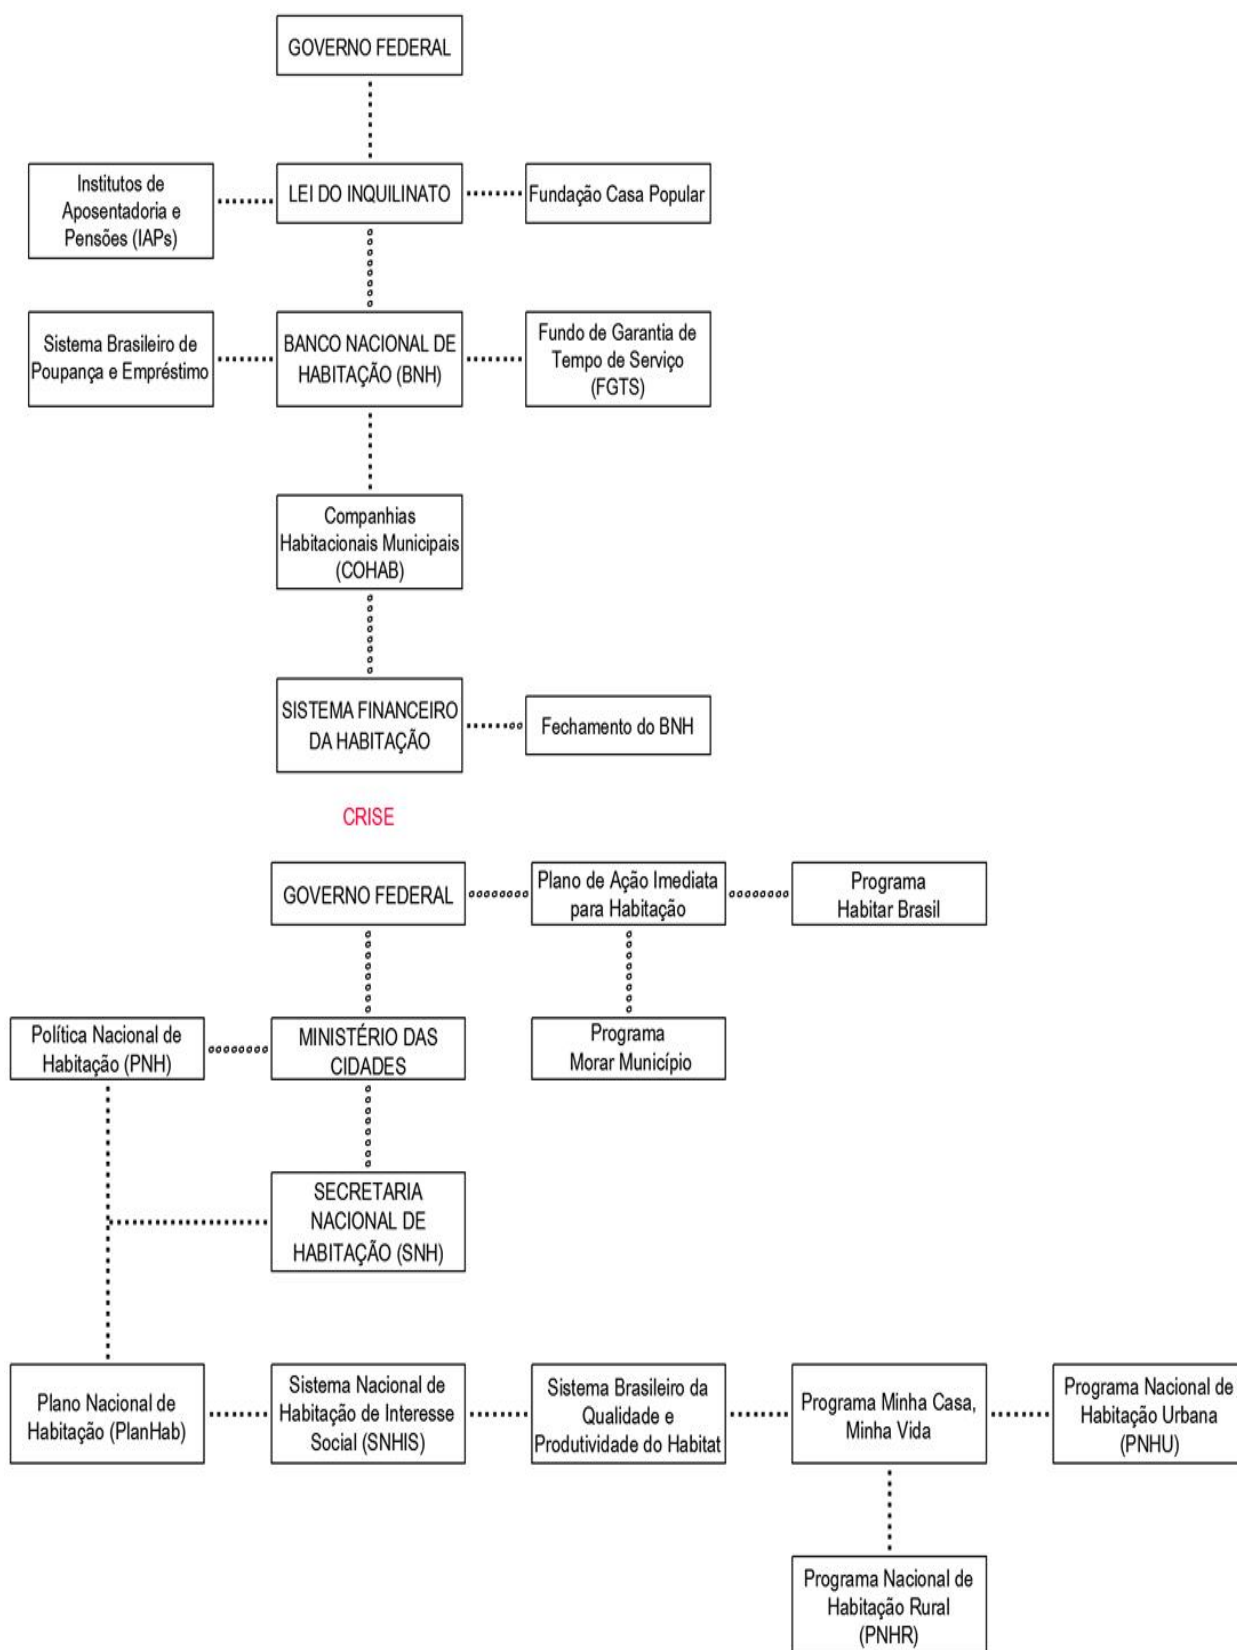 GOVERNO FEDERAL
Institutos de
Aposentadoria e
Pensões (IAPs)
LEI DO INQUILINATO
Fundação Casa Popular
Sistema Brasileiro de
Poupança e Empréstimo
BANCO NACIONAL DE
HABITAÇÃO (BNH)
Fundo de Garantia de
Tempo de Serviço
(FGTS)
Companhias
Habitacionais Municipais
(COHAB)
SISTEMA FINANCEIRO
DA HABITAÇÃO
Fechamento do BNH
CRISE
GOVERNO FEDERAL
Plano de Ação Imediata
para Habitação
Programa
Habitar Brasil
Política Nacional de
Habitação (PNH)
MINISTÉRIO DAS
CIDADES
Programa
Morar Município
SECRETARIA
NACIONAL DE
HABITAÇÃO (SNH)
Plano Nacional de
Habitação (PlanHab)
Sistema Nacional de
Habitação de Interesse
Social (SNHIS)
Sistema Brasileiro da
Qualidade e
Produtividade do Habitat
Programa Minha Casa,
Minha Vida
Programa Nacional de
Habitação Urbana
(PNHU)
Programa Nacional de
Habitação Rural
(PNHR)